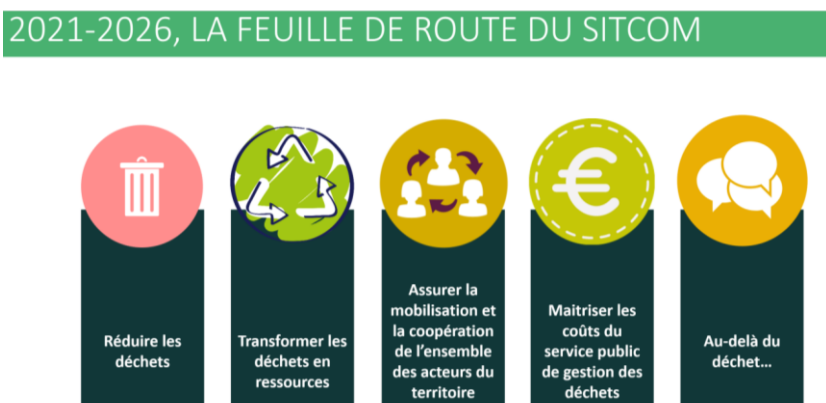 2021-2026, LA FEUILLE DE ROUTE DU SITCOM
Réduire les
déchets
Transformer les
déchets en
ressources
Assurer la
mobilisation et
la coopération
de l'ensemble
des acteurs du
territoire
Maitriser les
coûts du
service public
de gestion des
déchets
Au-delà du
déchet...